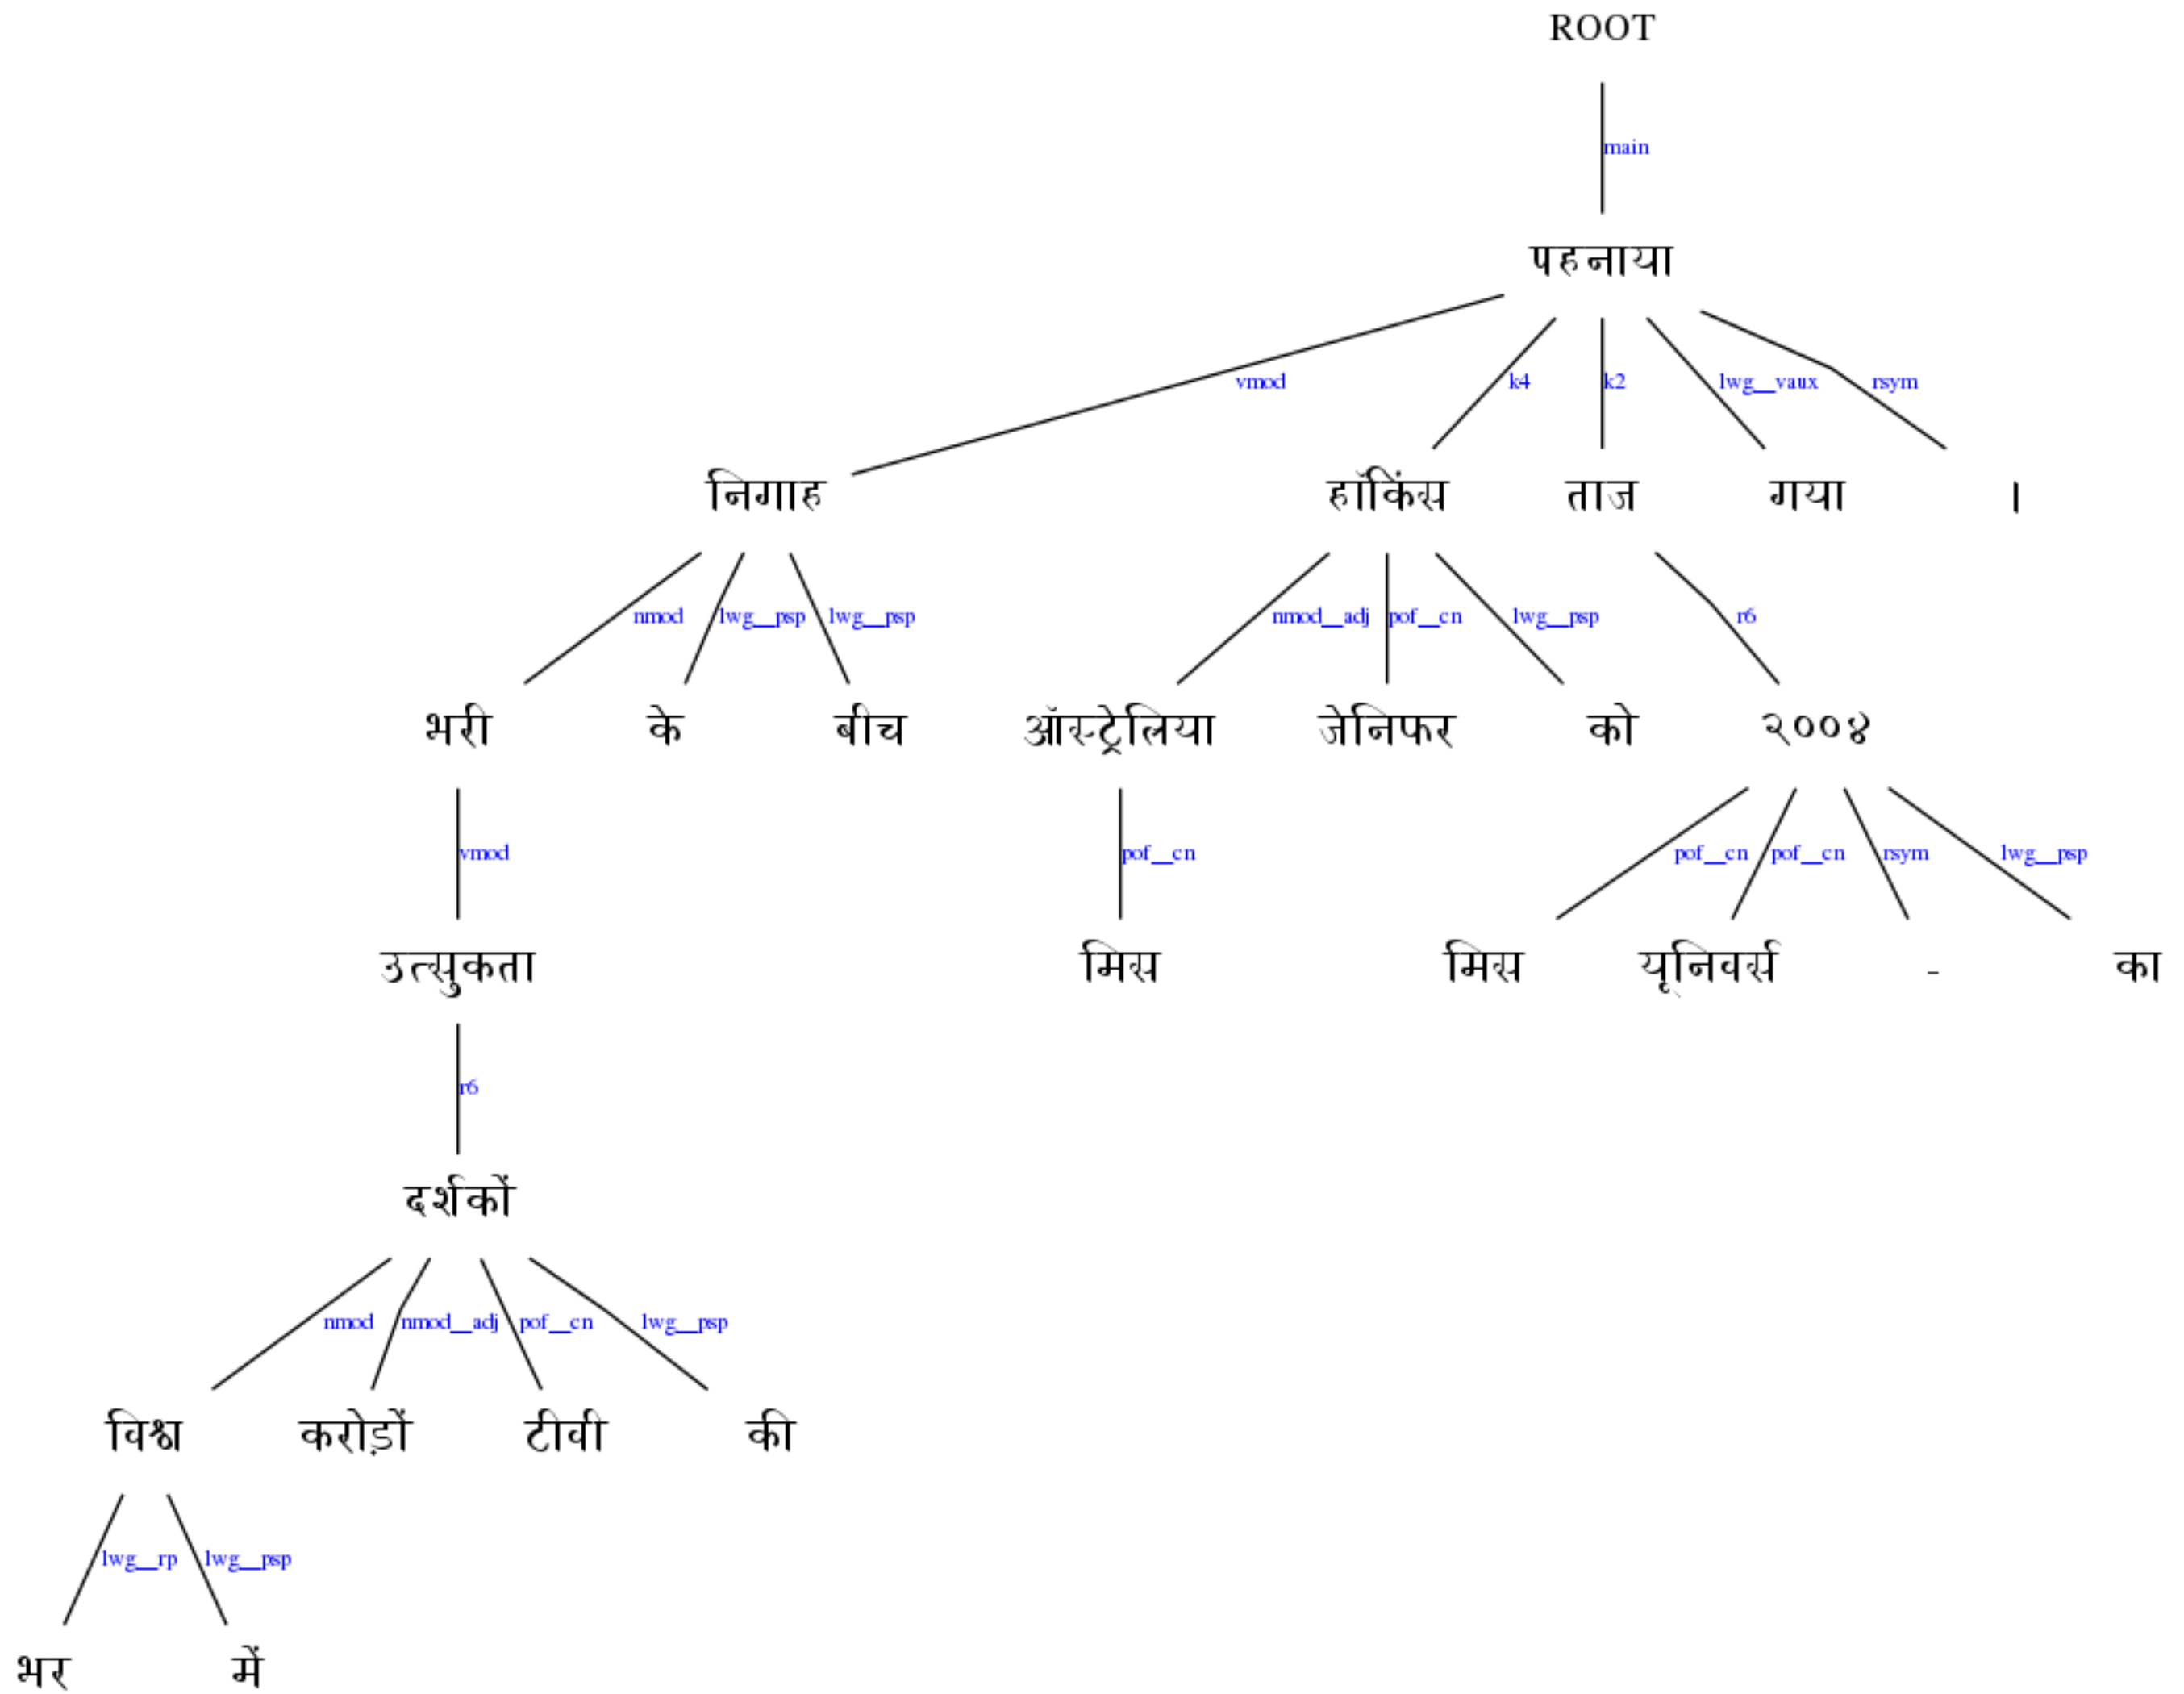 ROOT
main
पहनाया
vmod k4 k2 lwg__vaux rsym
निगाह हॉकिंस ताज गया ।
nmod lwg__psp lwg__psp nmod__adj pof__cn lwg__psp r6
भरी के बीच ऑस्ट्रेलिया जेनिफर को २००४
vmod pof__cn pof__cn pof__cn rsym lwg__psp
उत्सुकता मिस मिस यूनिवर्स - का
r6
दर्शकों
nmod nmod__adj pof__cn lwg__psp
विश्व करोड़ों टीवी की
lwg__rp lwg__psp
भर में